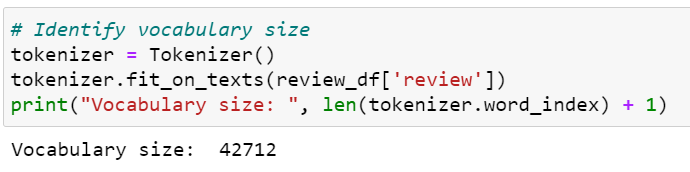 # Identify vocabulary size
tokenizer = Tokenizer()
tokenizer.fit_on_texts(review_df['review'])
print("Vocabulary size: ", len(tokenizer.word_index) + 1)
Vocabulary size:  42712